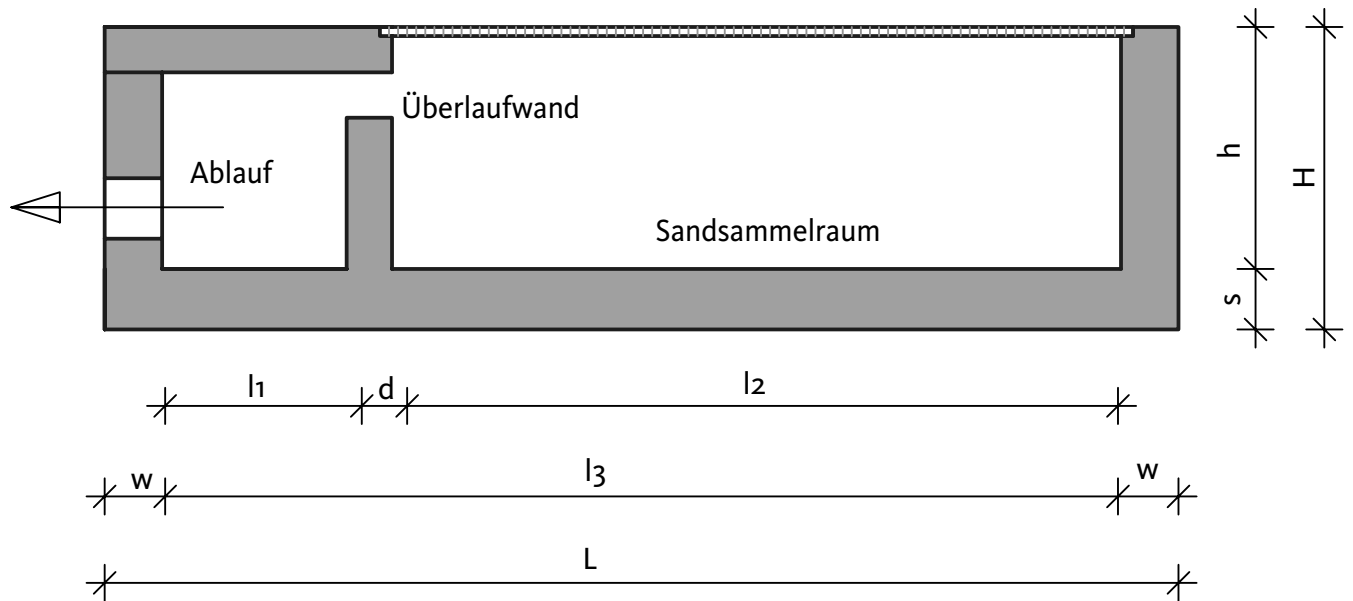 Überlaufwand
Ablauf
Sandsammelraum
h
H
s
l1
d
l2
w
l3
w
L